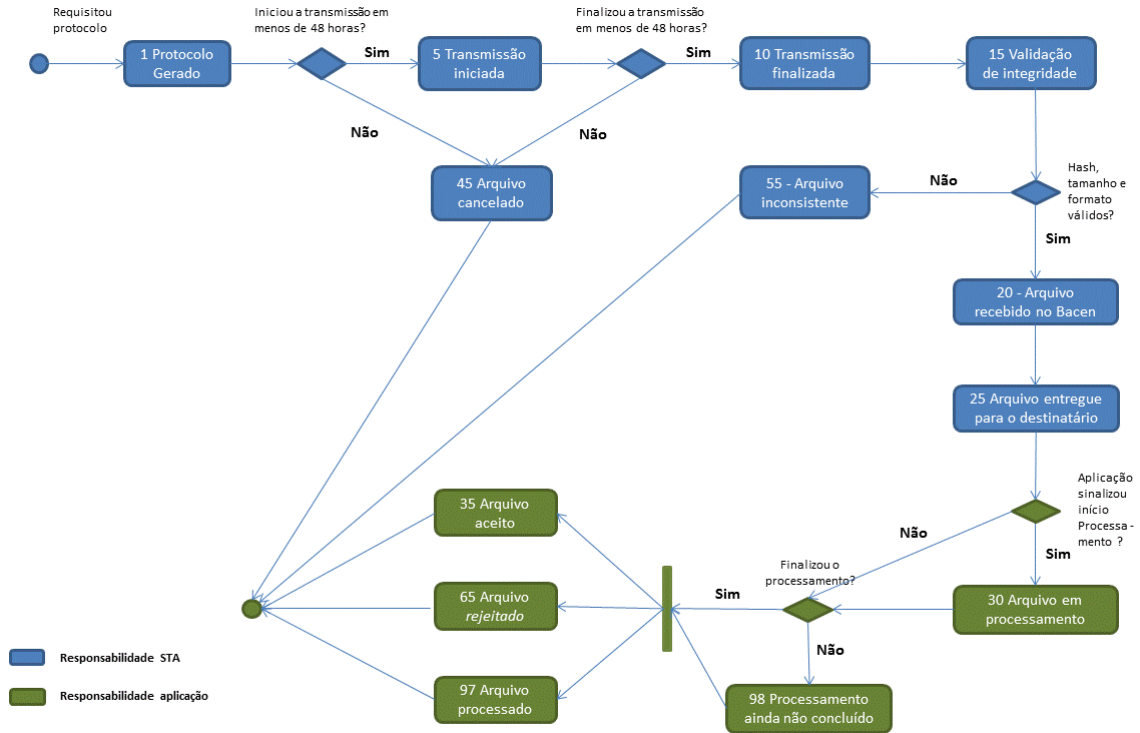 Requisitou
protocolo
Iniciou a transmissão em
menos de 48 horas?
Finalizou a transmissão
em menos de 48 horas?
1 Protocolo
Gerado
Sim
5 Transmissão
iniciada
Sim
10 Transmissão
finalizada
15 Validação
de integridade
Não
Não
45 Arquivo
cancelado
55 - Arquivo
inconsistente
Não
Hash,
tamanho e
formato
válidos?
Sim
20 - Arquivo
recebido no Bacen
25 Arquivo entregue
para o destinatário
Aplicação
sinalizou
início
Processa -
mento ?
Não
Sim
35 Arquivo
aceito
Finalizou o
processamento?
Sim
30 Arquivo em
processamento
65 Arquivo
rejeitado
Não
97 Arquivo
processado
98 Processamento
ainda não concluído
Responsabilidade STA
Responsabilidade aplicação